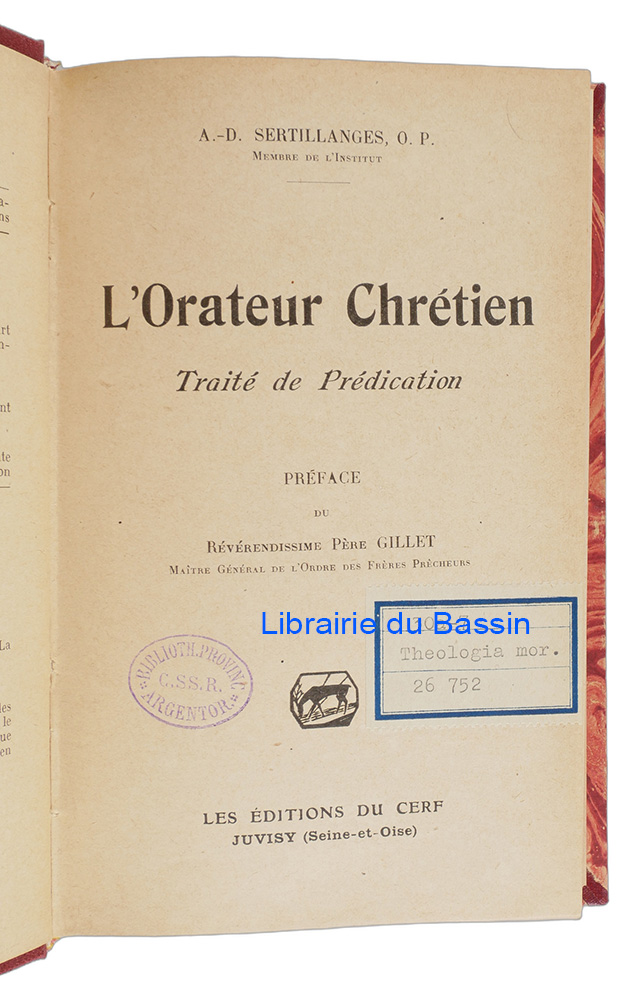 A.-D. SERTILLANGES, O. P.
MEMBRE DE L'INSTITUT
L'Orateur Chrétien
Traité de Prédication
PRÉFACE
DU
RÉVÉRENDISSIME PÈRE GILLET
MAÎTRE GÉNÉRAL DE L'ORDRE DES FRÈRES PRÊCHEURS
Librairie du Bassin
Theologia mor.
26 752
BIBLIOTH. PROVINC
C.SS.R.
ARGENTOR.
LES ÉDITIONS DU CERF
JUVISY (Seine-et-Oise)